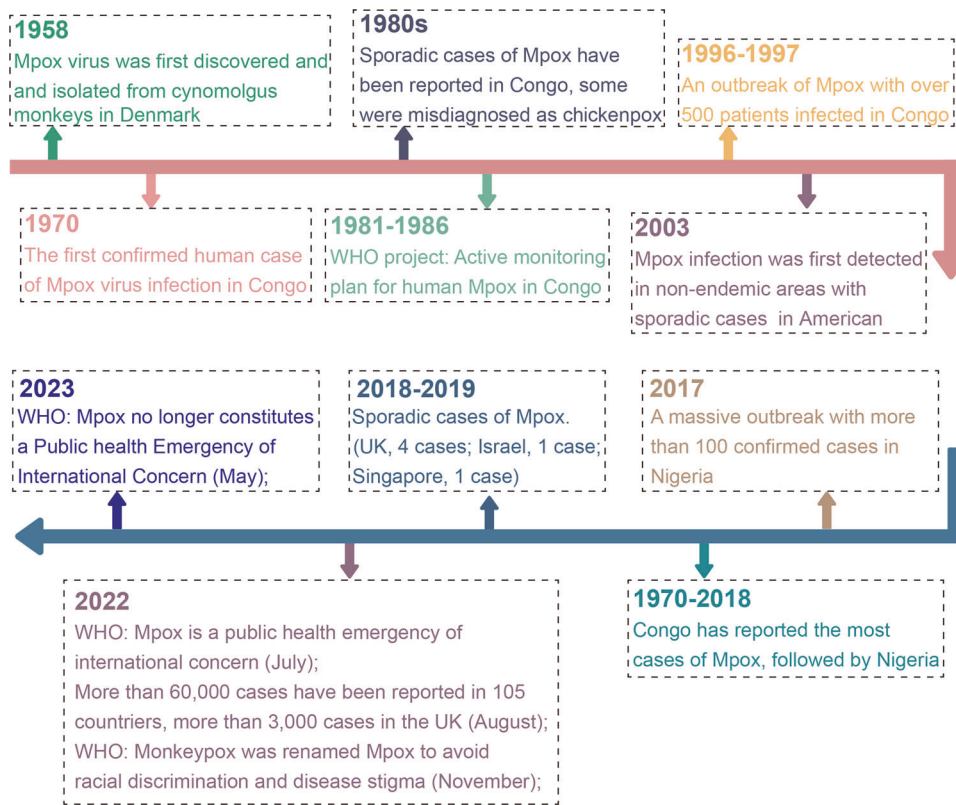 1958
Mpox virus was first discovered and
and isolated from cynomolgus
monkeys in Denmark
1980s
Sporadic cases of Mpox have
been reported in Congo, some
were misdiagnosed as chickenpox
1996-1997
An outbreak of Mpox with over
500 patients infected in Congo
1970
The first confirmed human case
of Mpox virus infection in Congo
1981-1986
WHO project: Active monitoring
plan for human Mpox in Congo
2003
Mpox infection was first detected
in non-endemic areas with
sporadic cases in American
2023
WHO: Mpox no longer constitutes
a Public health Emergency of
International Concern (May);
2018-2019
Sporadic cases of Mpox.
(UK, 4 cases; Israel, 1 case;
Singapore, 1 case)
2017
A massive outbreak with more
than 100 confirmed cases in
Nigeria
2022
WHO: Mpox is a public health emergency of
international concern (July);
More than 60,000 cases have been reported in 105
countriers, more than 3,000 cases in the UK (August);
WHO: Monkeypox was renamed Mpox to avoid
racial discrimination and disease stigma (November);
1970-2018
Congo has reported the most
cases of Mpox, followed by Nigeria